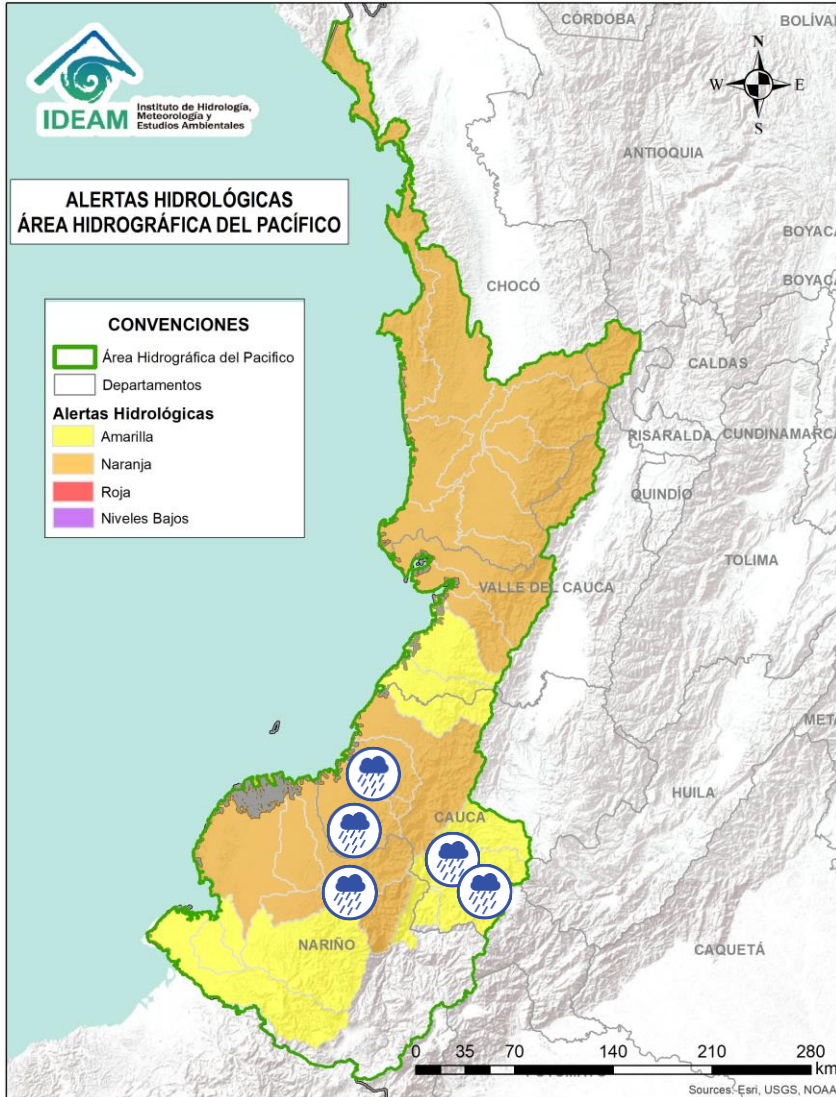 CÓRDOBA
BOLÍVAR
N
W
E
S
IDEAM
Instituto de Hidrología,
Meteorología y
Estudios Ambientales
ANTIOQUIA
ALERTAS HIDROLÓGICAS
ÁREA HIDROGRÁFICA DEL PACÍFICO
BOYACÁ
BOYACÁ
CHOCÓ
CONVENCIONES
Área Hidrográfica del Pacifico
Departamentos
Alertas Hidrológicas
Amarilla
Naranja
Roja
Niveles Bajos
CALDAS
RISARALDA
CUNDINAMARCA
QUINDÍO
TOLIMA
VALLE DEL CAUCA
META
HUILA
CAUCA
NARIÑO
CAQUETÁ
0 35 70 140 210 280
km
Sources: Esri, USGS, NOAA